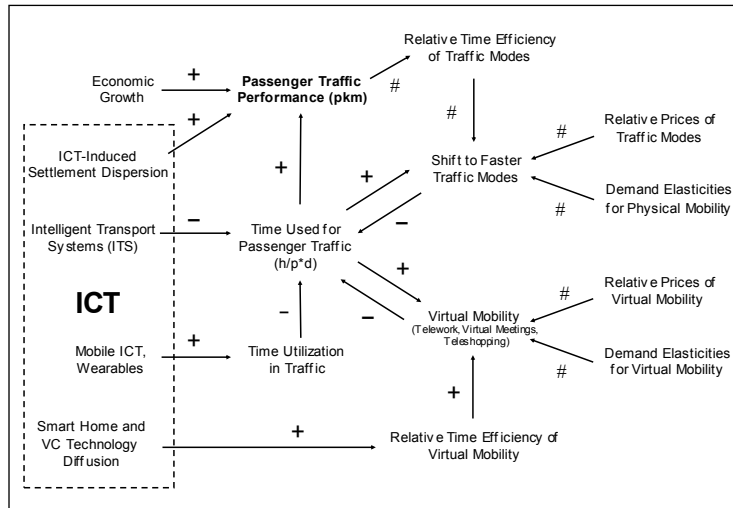 Relative Time Efficiency
of Traffic Modes
Economic
Growth
+
Passenger Traffic
Performance (pkm)
#
#
+
Relative Prices of
Traffic Modes
#
ICT-Induced
Settlement Dispersion
+
+
Shift to Faster
Traffic Modes
Demand Elasticities
for Physical Mobility
#
–
Intelligent Transport
Systems (ITS)
–
Time Used for
Passenger Traffic
(h/p*d)
+
Relative Prices of
Virtual Mobility
#
ICT
–
–
Virtual Mobility
(Telework, Virtual Meetings,
Teleshopping)
Mobile ICT,
Wearables
+
Time Utilization
in Traffic
Demand Elasticities
for Virtual Mobility
#
+
Smart Home and
VC Technology
Diffusion
+
Relative Time Efficiency of
Virtual Mobility